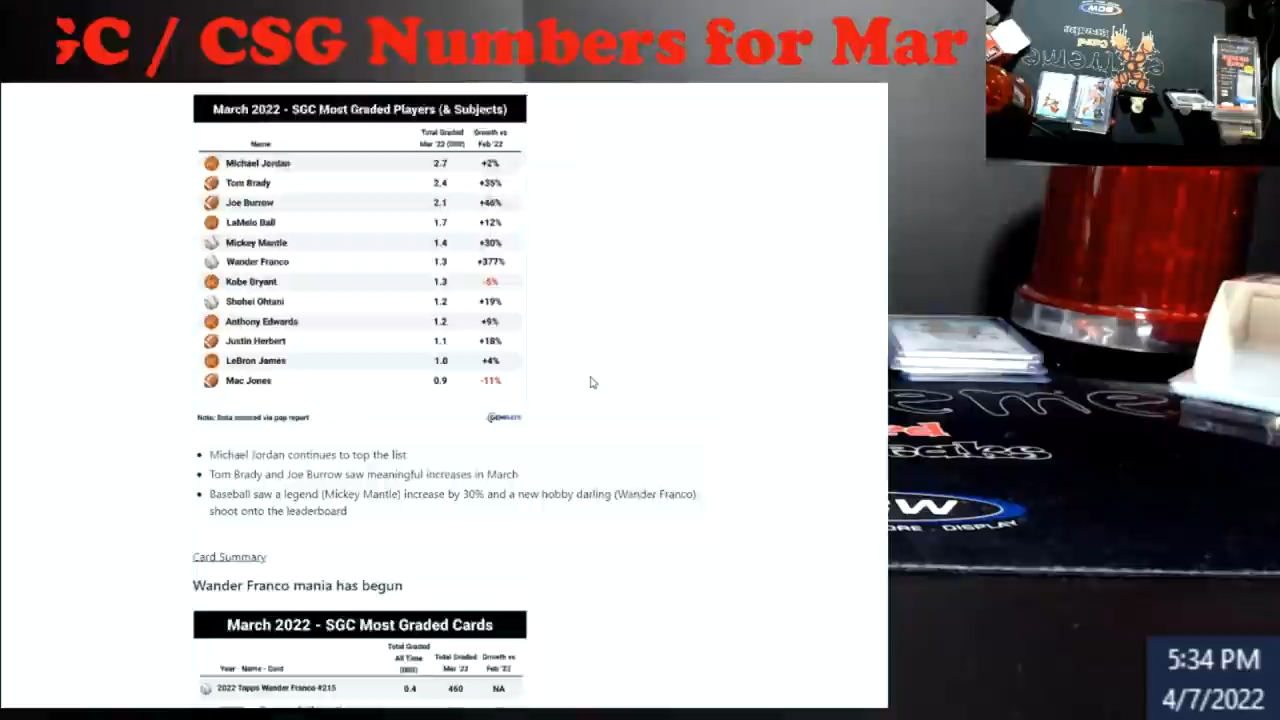 GC / CSG Numbers for Mar
March 2022 - SGC Most Graded Players (& Subjects)
Total Graded Growth vs
Name Mar '22 (000) Feb '22
Michael Jordan 2.7 +2%
Tom Brady 2.4 +35%
Joe Burrow 2.1 +46%
LaMelo Ball 1.7 +12%
Mickey Mantle 1.4 +30%
Wander Franco 1.3 +377%
Kobe Bryant 1.3 -5%
Shohei Ohtani 1.2 +19%
Anthony Edwards 1.2 +9%
Justin Herbert 1.1 +18%
LeBron James 1.0 +4%
Mac Jones 0.9 -11%
Note: Data sourced via pop report GEMRATE
• Michael Jordan continues to top the list
• Tom Brady and Joe Burrow saw meaningful increases in March
• Baseball saw a legend (Mickey Mantle) increase by 30% and a new hobby darling (Wander Franco)
shoot onto the leaderboard
Card Summary
Wander Franco mania has begun
March 2022 - SGC Most Graded Cards
Total Graded
All Time Total Graded Growth vs
Year Name - Card (000) Mar '22 Feb '22
2022 Topps Wander Franco #215 0.4 460 NA
eme
rd
eaks
CW
ORE - DISPLAY
5:34 PM
4/7/2022